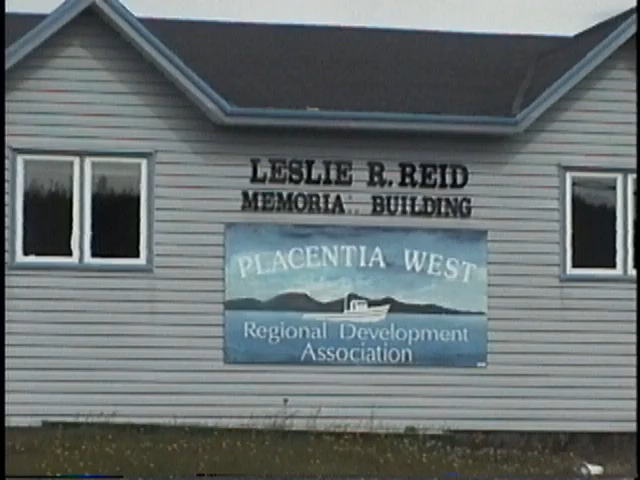 LESLIE R. REID
MEMORIA BUILDING
PLACENTIA WEST
Regional Development
Association